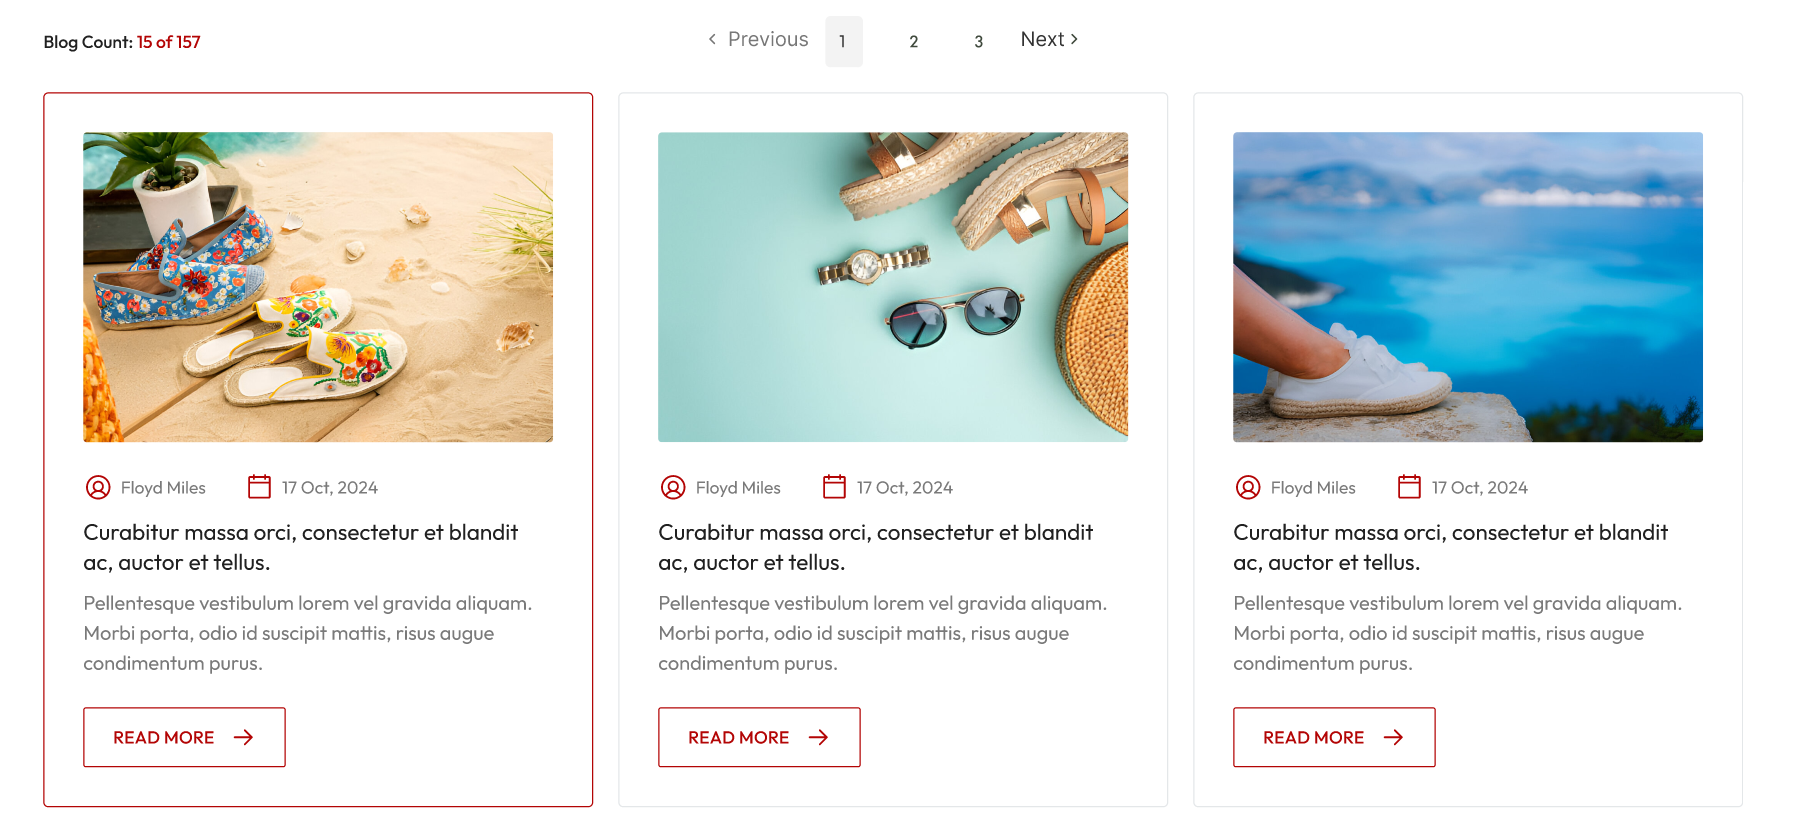 Blog Count: 15 of 157
Previous 1 2 3 Next
Floyd Miles 17 Oct, 2024
Curabitur massa orci, consectetur et blandit
ac, auctor et tellus.
Pellentesque vestibulum lorem vel gravida aliquam.
Morbi porta, odio id suscipit mattis, risus augue
condimentum purus.
READ MORE
Floyd Miles 17 Oct, 2024
Curabitur massa orci, consectetur et blandit
ac, auctor et tellus.
Pellentesque vestibulum lorem vel gravida aliquam.
Morbi porta, odio id suscipit mattis, risus augue
condimentum purus.
READ MORE
Floyd Miles 17 Oct, 2024
Curabitur massa orci, consectetur et blandit
ac, auctor et tellus.
Pellentesque vestibulum lorem vel gravida aliquam.
Morbi porta, odio id suscipit mattis, risus augue
condimentum purus.
READ MORE